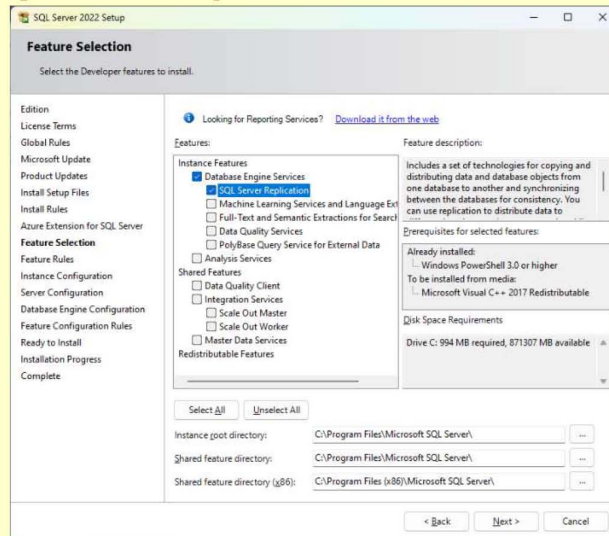 SQL Server 2022 Setup
Feature Selection
Select the Developer features to install.
Edition
License Terms
Global Rules
Microsoft Update
Product Updates
Install Setup Files
Install Rules
Azure Extension for SQL Server
Feature Selection
Feature Rules
Instance Configuration
Server Configuration
Database Engine Configuration
Feature Configuration Rules
Ready to Install
Installation Progress
Complete
Looking for Reporting Services? Download it from the web
Features:
Instance Features
Database Engine Services
SQL Server Replication
Machine Learning Services and Language Ext
Full-Text and Semantic Extractions for Search
Data Quality Services
PolyBase Query Service for External Data
Analysis Services
Shared Features
Data Quality Client
Integration Services
Scale Out Master
Scale Out Worker
Master Data Services
Redistributable Features
Feature description:
Includes a set of technologies for copying and
distributing data and database objects from
one database to another and synchronizing
between the databases for consistency. You
can use replication to distribute data to
Prerequisites for selected features:
Already installed:
Windows PowerShell 3.0 or higher
To be installed from media:
Microsoft Visual C++ 2017 Redistributable
Disk Space Requirements
Drive C: 994 MB required, 871307 MB available
Select All
Unselect All
Instance root directory: C:\Program Files\Microsoft SQL Server\ ...
Shared feature directory: C:\Program Files\Microsoft SQL Server\ ...
Shared feature directory (x86): C:\Program Files (x86)\Microsoft SQL Server\ ...
< Back
Next >
Cancel